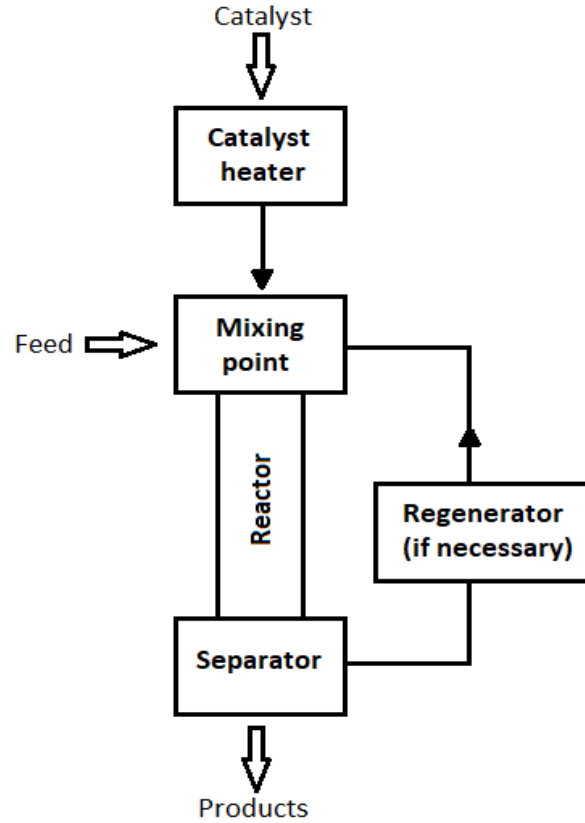 Catalyst
Catalyst
heater
Feed
Mixing
point
Reactor
Regenerator
(if necessary)
Separator
Products